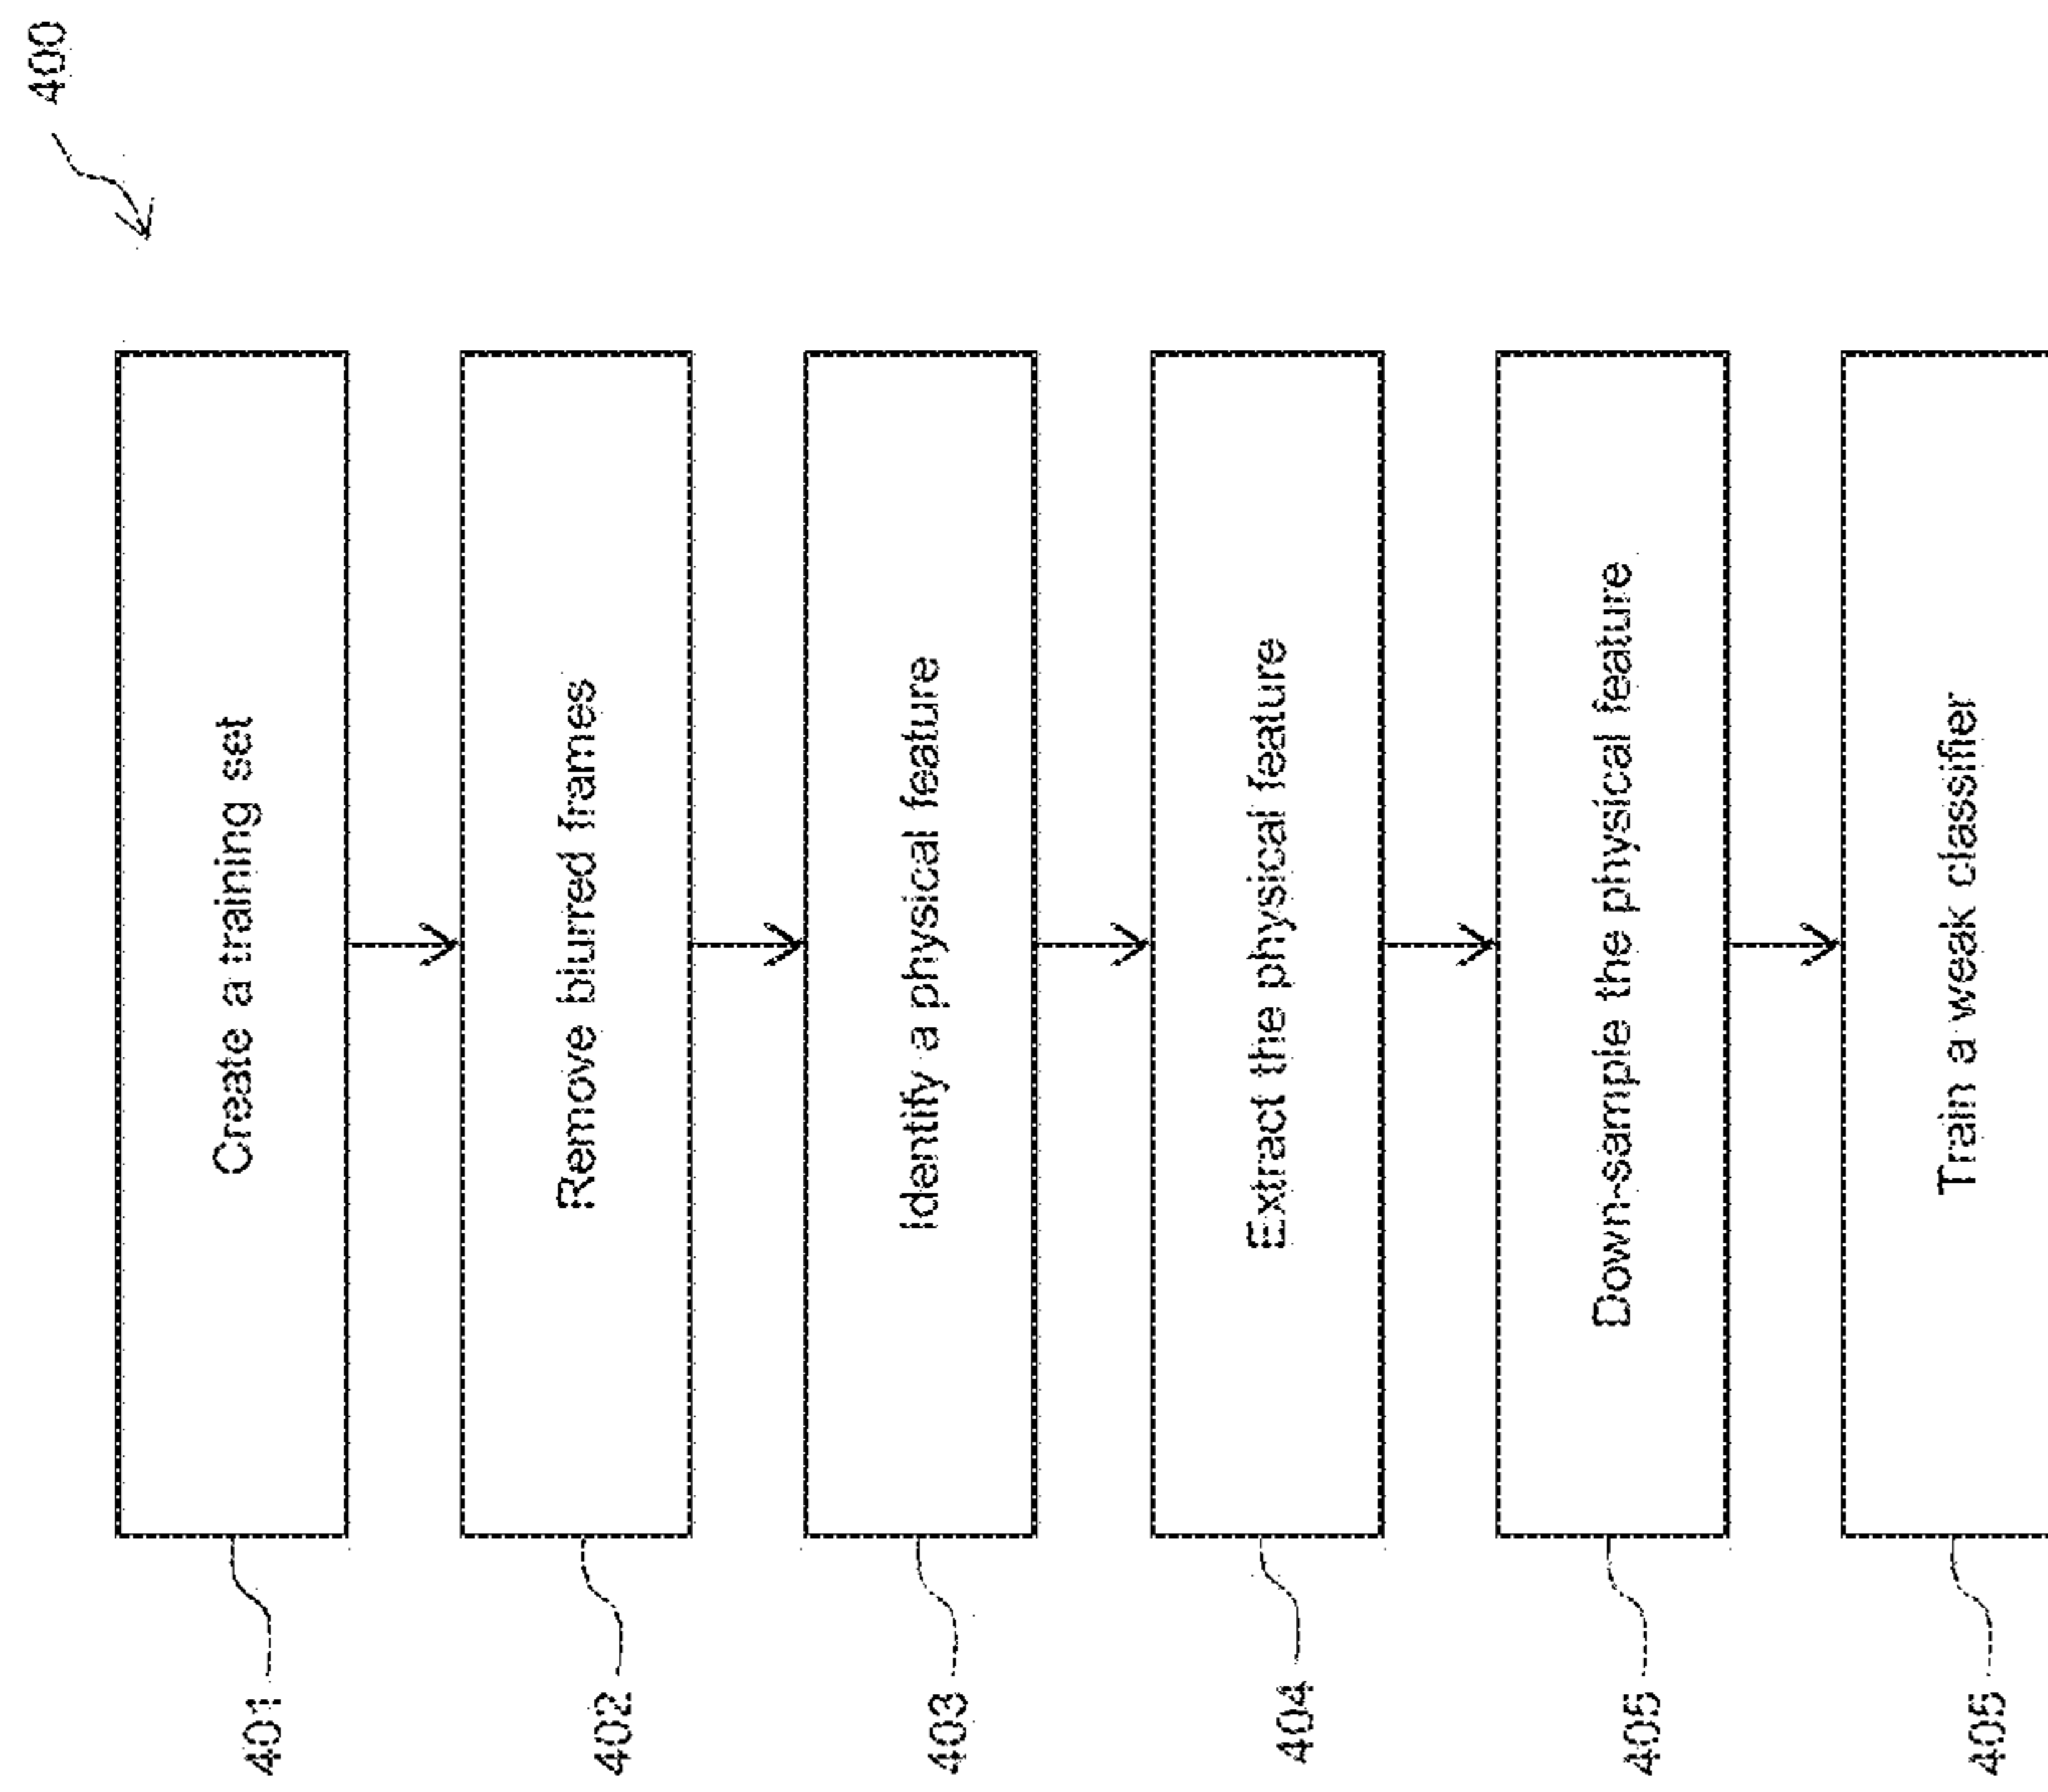 400
401
Create a training set
402
Remove blurred frames
403
Identify a physical feature
404
Extract the physical feature
405
Down-sample the physical feature
405
Train a weak classifier